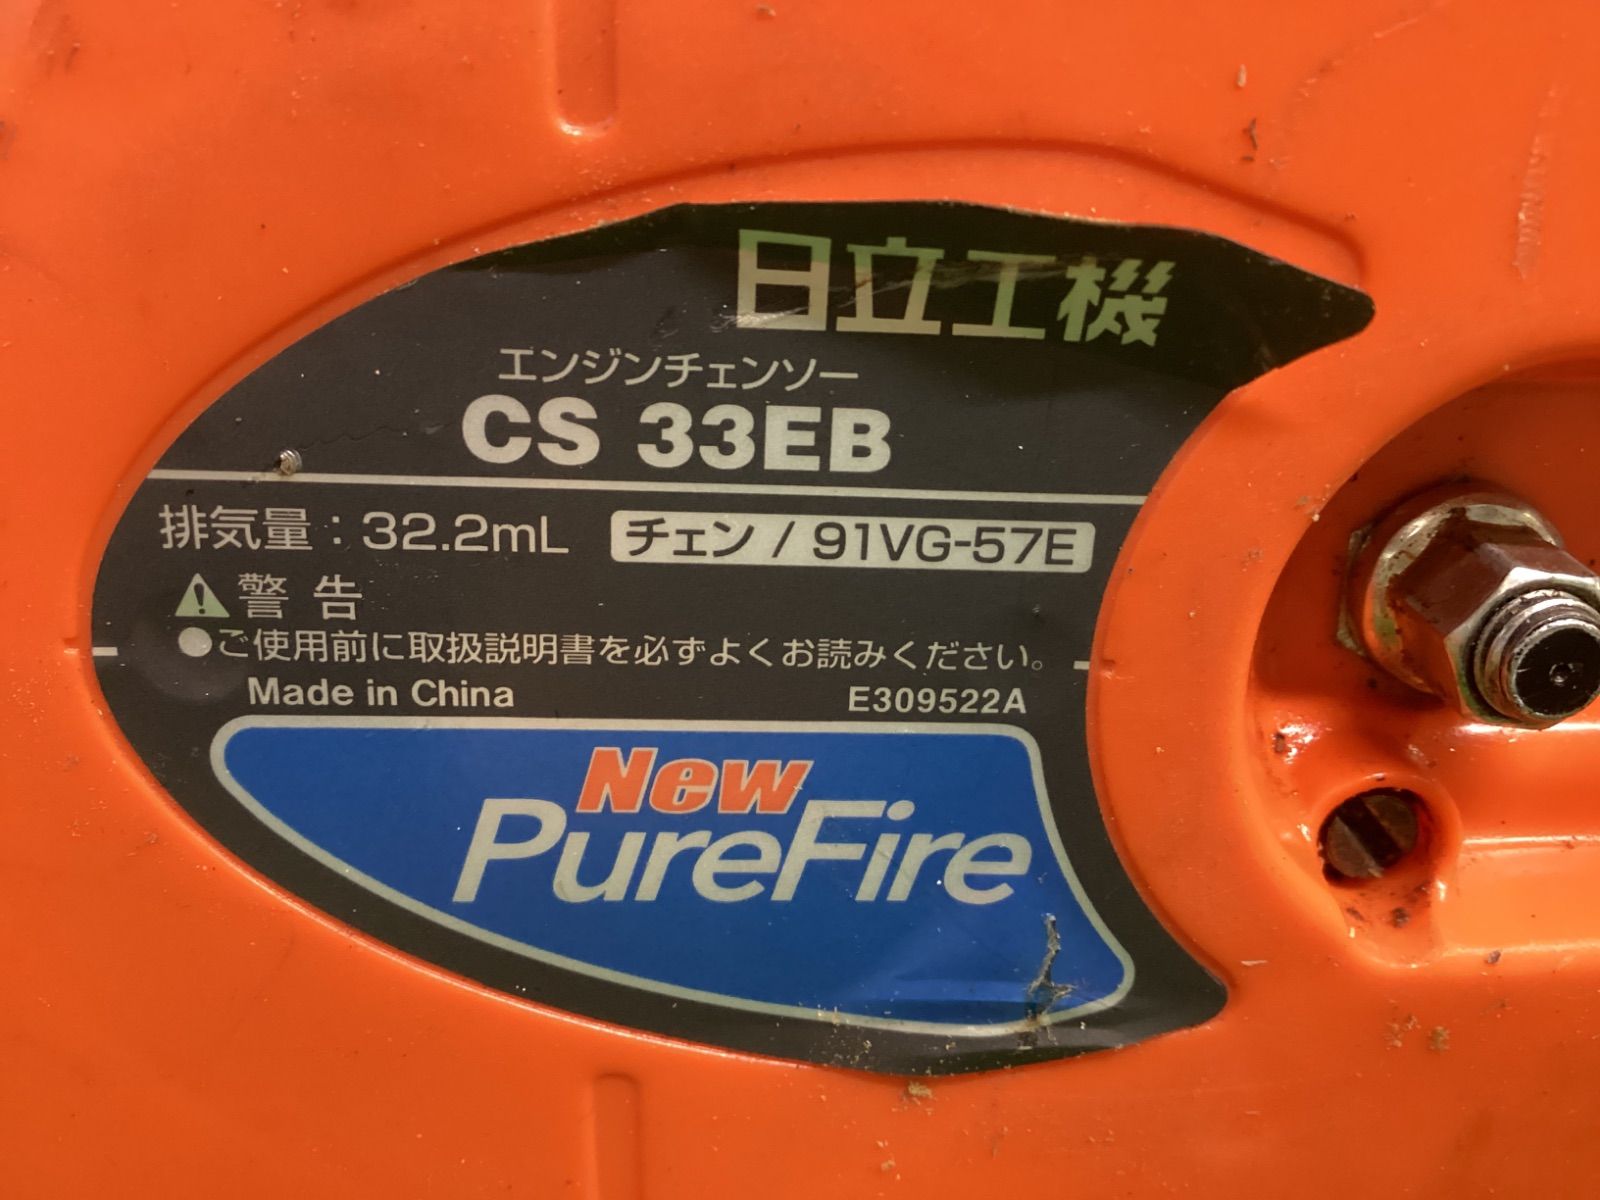 日立工機
エンジンチェンソー
CS 33EB
排気量：32.2mL チェン / 91VG-57E
警告
●ご使用前に取扱説明書を必ずよくお読みください。
Made in China E309522A
New
PureFire